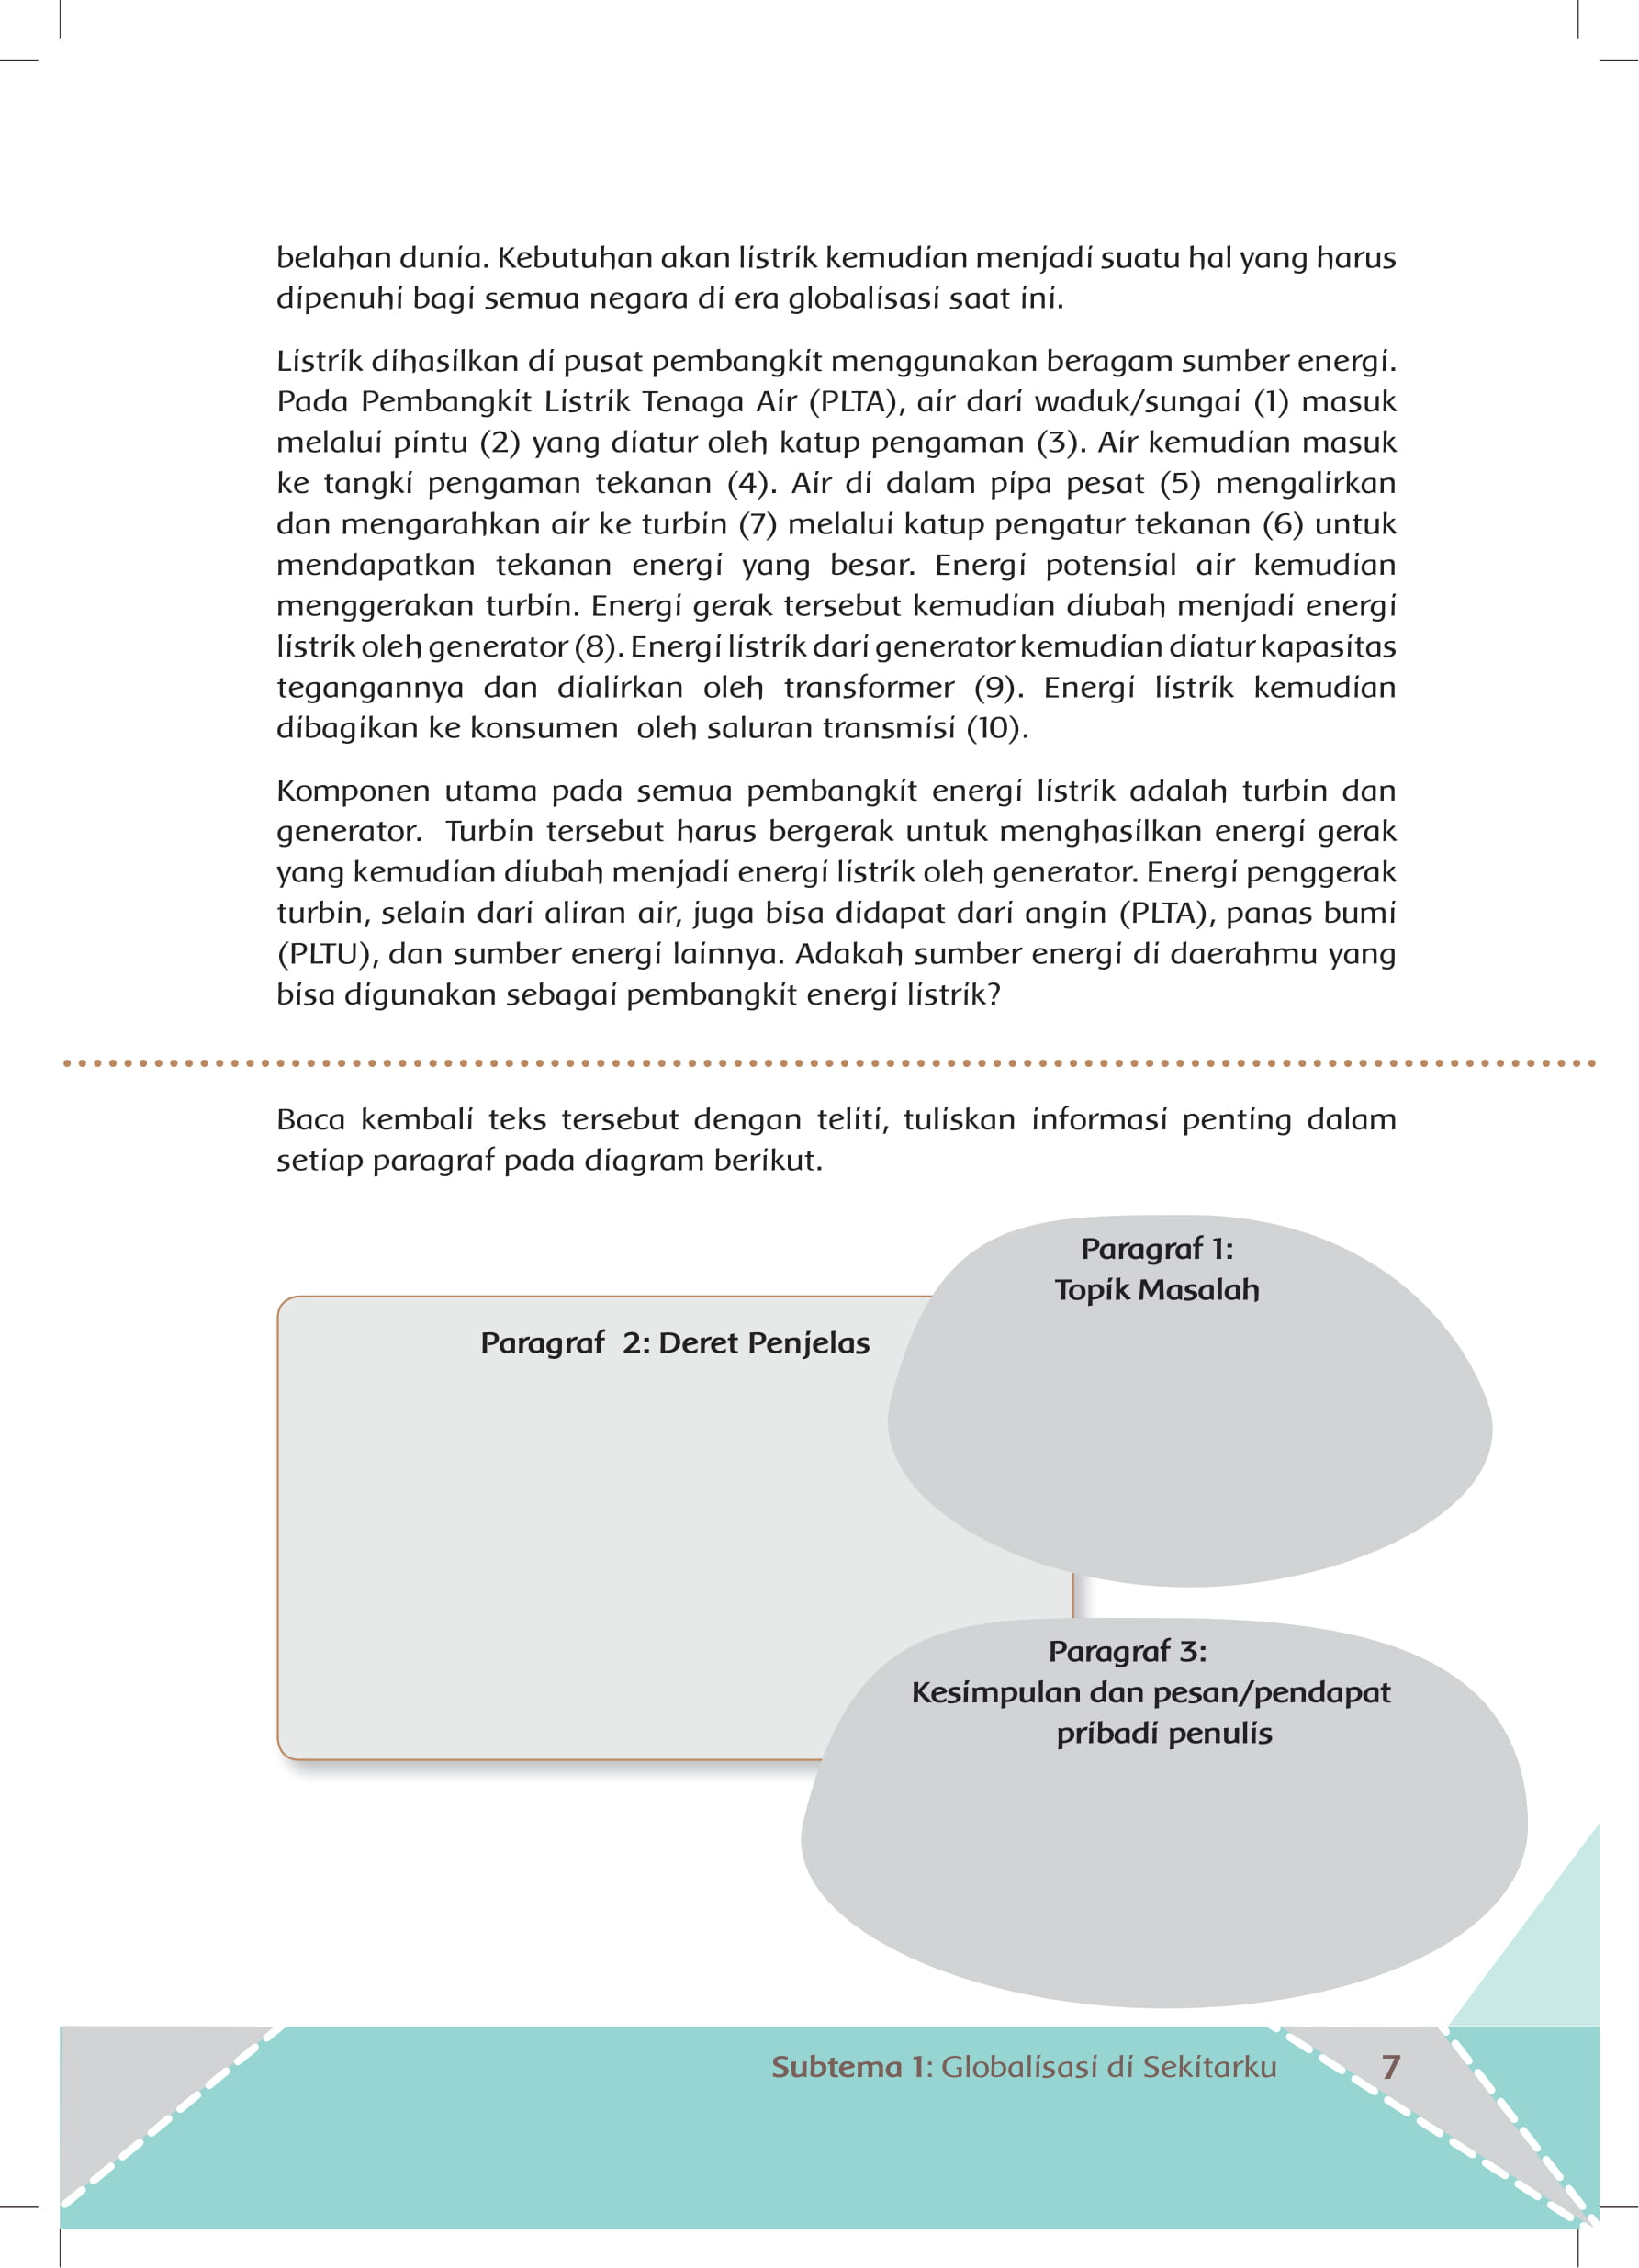 belahan dunia. Kebutuhan akan listrik kemudian menjadi suatu hal yang harus
dipenuhi bagi semua negara di era globalisasi saat ini.
Listrik dihasilkan di pusat pembangkit menggunakan beragam sumber energi.
Pada Pembangkit Listrik Tenaga Air (PLTA), air dari waduk/sungai (1) masuk
melalui pintu (2) yang diatur oleh katup pengaman (3). Air kemudian masuk
ke tangki pengaman tekanan (4). Air di dalam pipa pesat (5) mengalirkan
dan mengarahkan air ke turbin (7) melalui katup pengatur tekanan (6) untuk
mendapatkan tekanan energi yang besar. Energi potensial air kemudian
menggerakan turbin. Energi gerak tersebut kemudian diubah menjadi energi
listrik oleh generator (8). Energi listrik dari generator kemudian diatur kapasitas
tegangannya dan dialirkan oleh transformer (9). Energi listrik kemudian
dibagikan ke konsumen oleh saluran transmisi (10).
Komponen utama pada semua pembangkit energi listrik adalah turbin dan
generator. Turbin tersebut harus bergerak untuk menghasilkan energi gerak
yang kemudian diubah menjadi energi listrik oleh generator. Energi penggerak
turbin, selain dari aliran air, juga bisa didapat dari angin (PLTA), panas bumi
(PLTU), dan sumber energi lainnya. Adakah sumber energi di daerahmu yang
bisa digunakan sebagai pembangkit energi listrik?
Baca kembali teks tersebut dengan teliti, tuliskan informasi penting dalam
setiap paragraf pada diagram berikut.
Paragraf 1:
Topik Masalah
Paragraf 2: Deret Penjelas
Paragraf 3:
Kesimpulan dan pesan/pendapat
pribadi penulis
Subtema 1: Globalisasi di Sekitarku 7